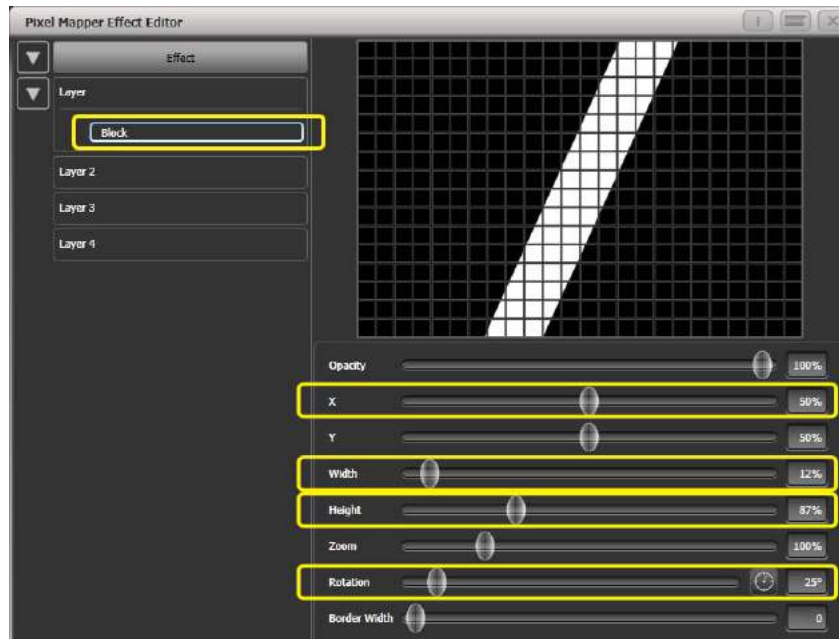 Pixel Mapper Effect Editor
Effect
Layer
Block
Layer 2
Layer 3
Layer 4
Opacity 100%
X 50%
Y 50%
Width 12%
Height 87%
Zoom 100%
Rotation 25°
Border Width 0